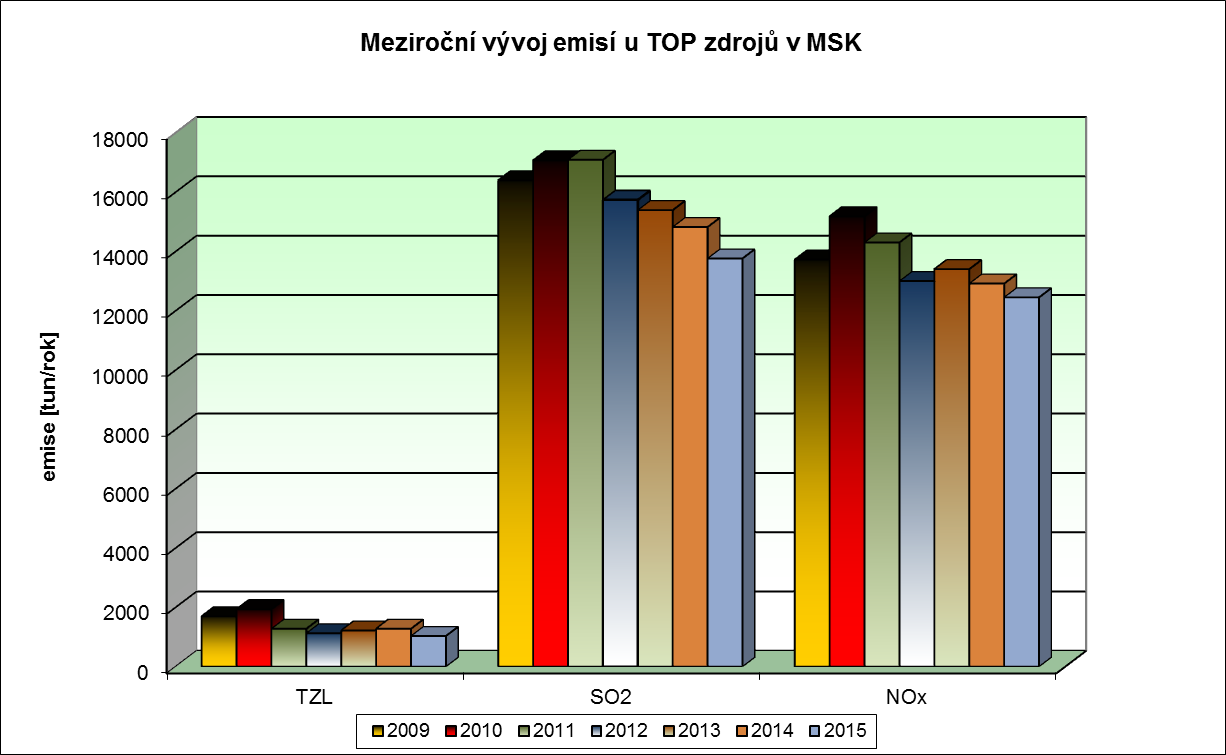 Meziroční vývoj emisí u TOP zdrojů v MSK
emise [tun/rok]
18000
16000
14000
12000
10000
8000
6000
4000
2000
0
TZL SO2 NOx
2009 2010 2011 2012 2013 2014 2015